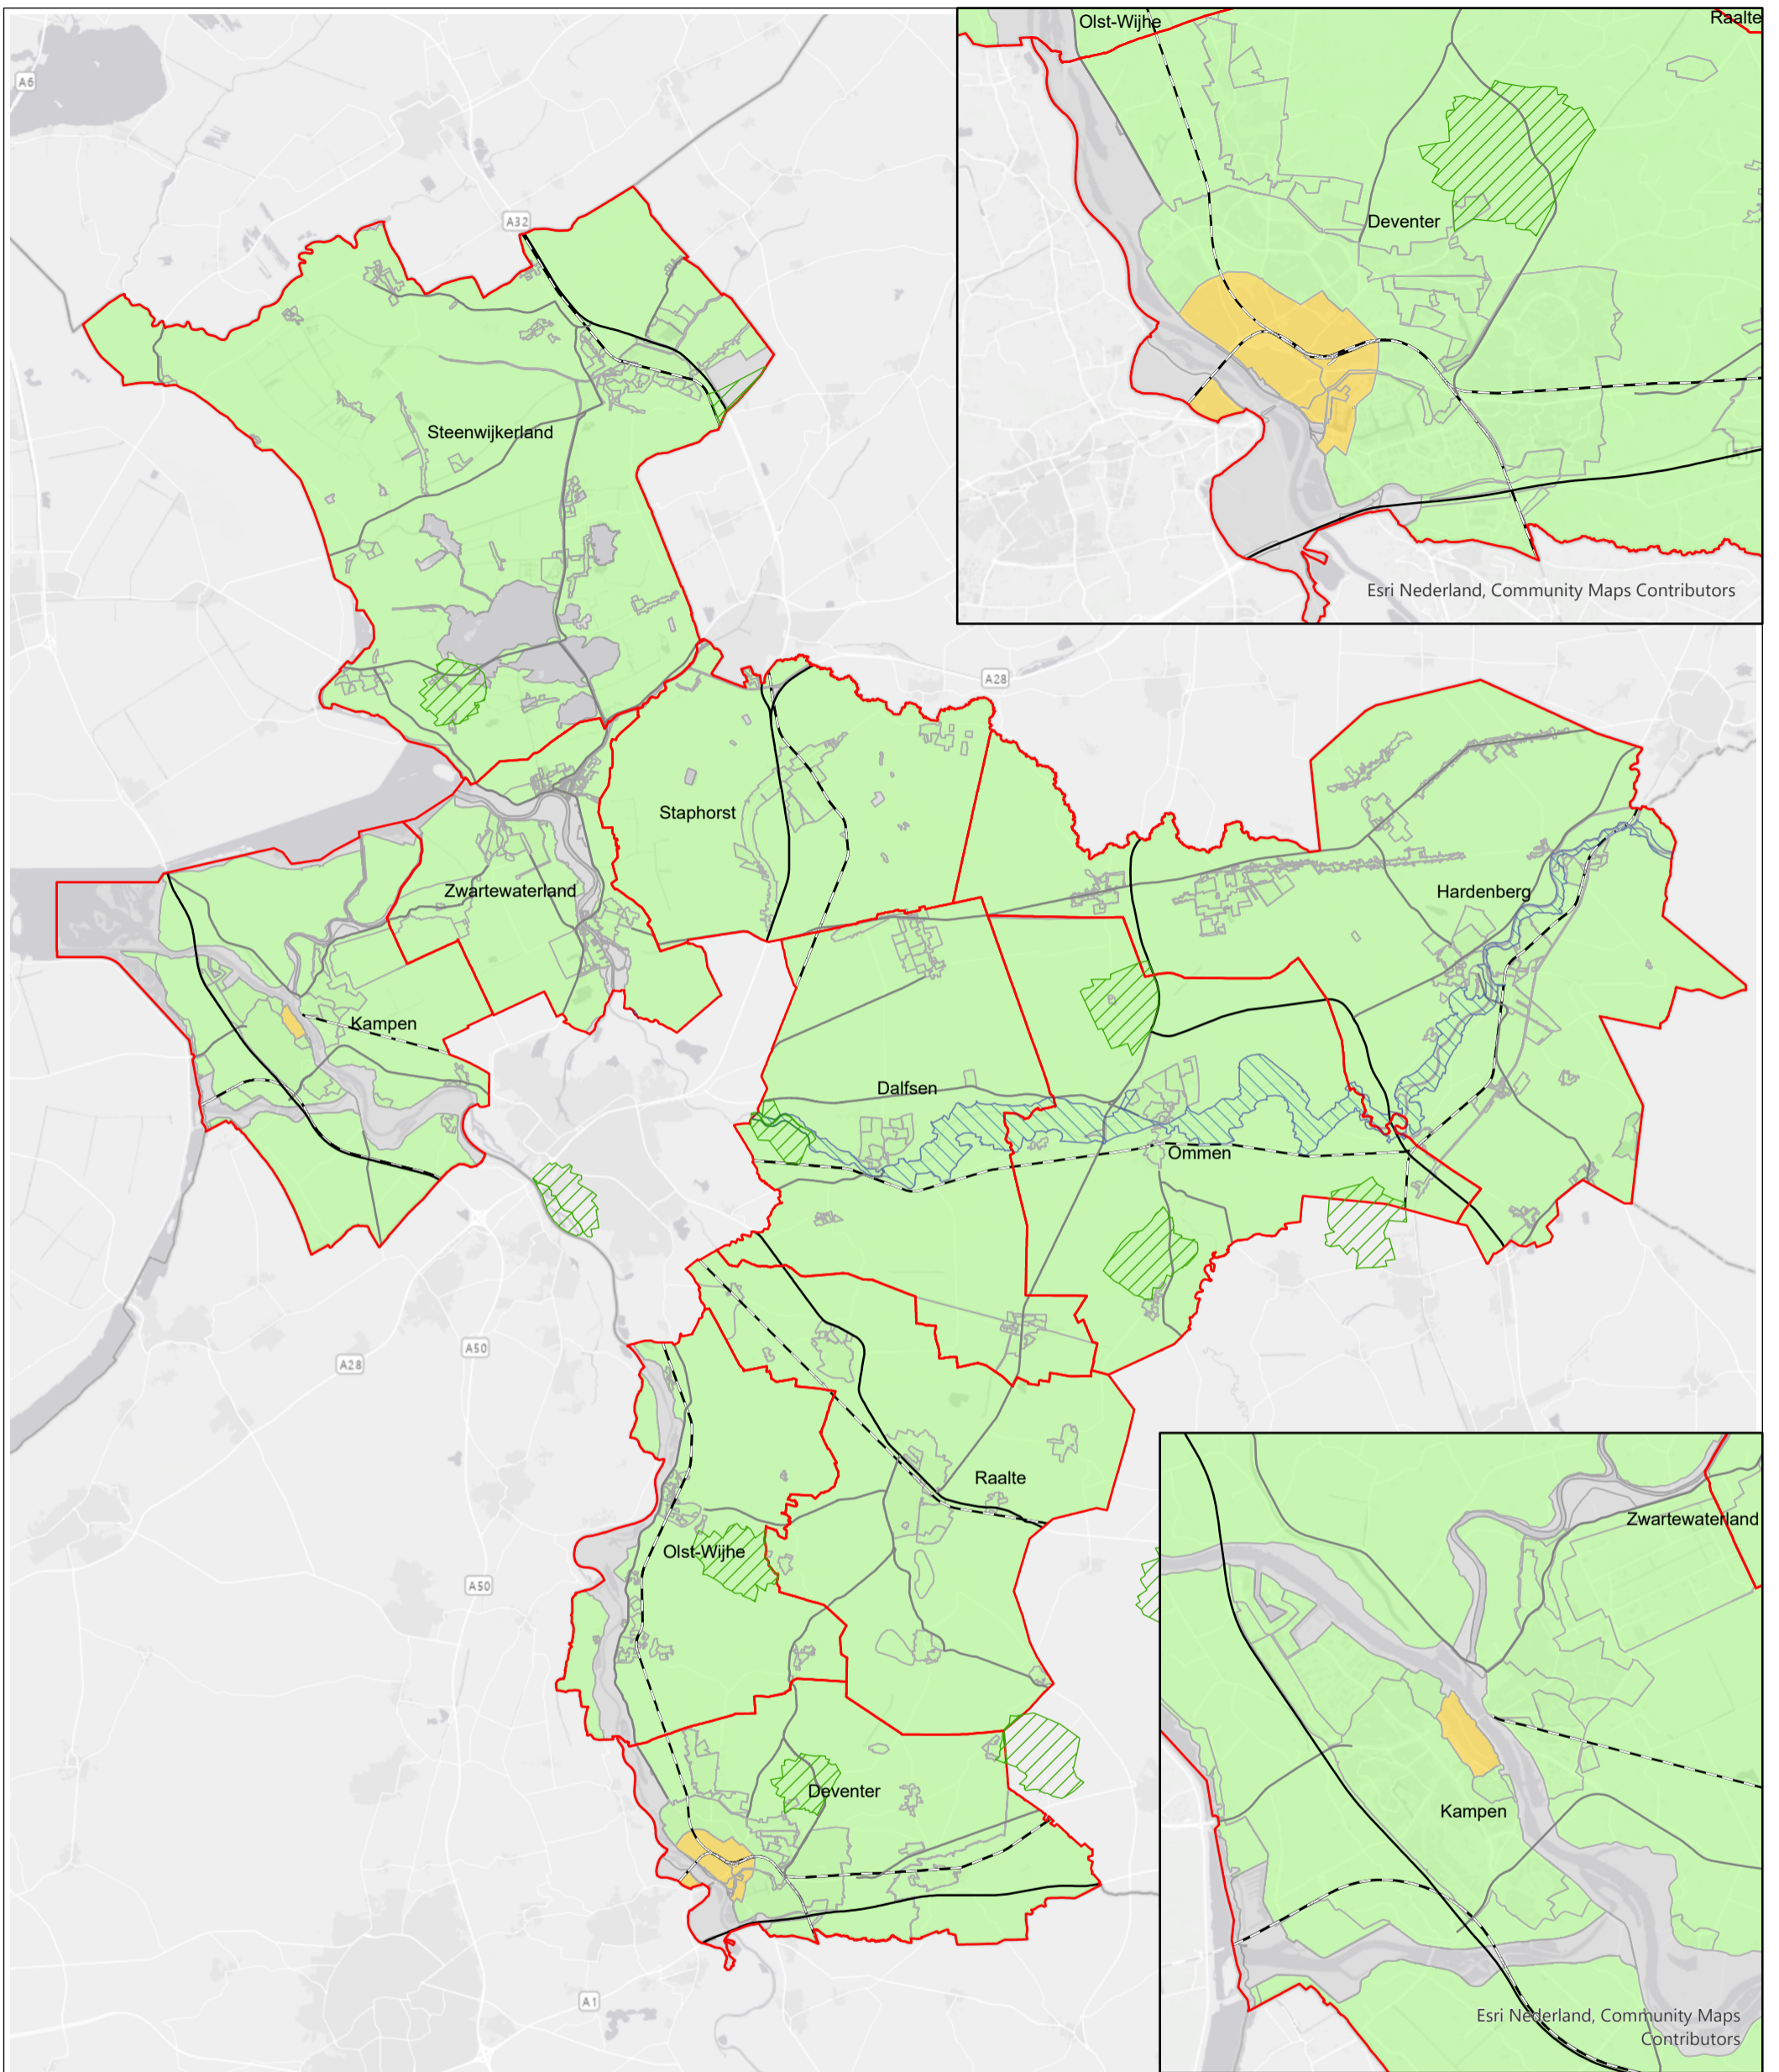 Olst-Wijhe
Raalte
A6
A32
Deventer
Steenwijkerland
Esri Nederland, Community Maps Contributors
A28
Staphorst
Zwartewaterland
Hardenberg
Kampen
Dalfsen
Ommen
A50
A28
Raalte
Zwartewaterland
Olst-Wijhe
A50
Deventer
Kampen
A1
Esri Nederland, Community Maps
Contributors